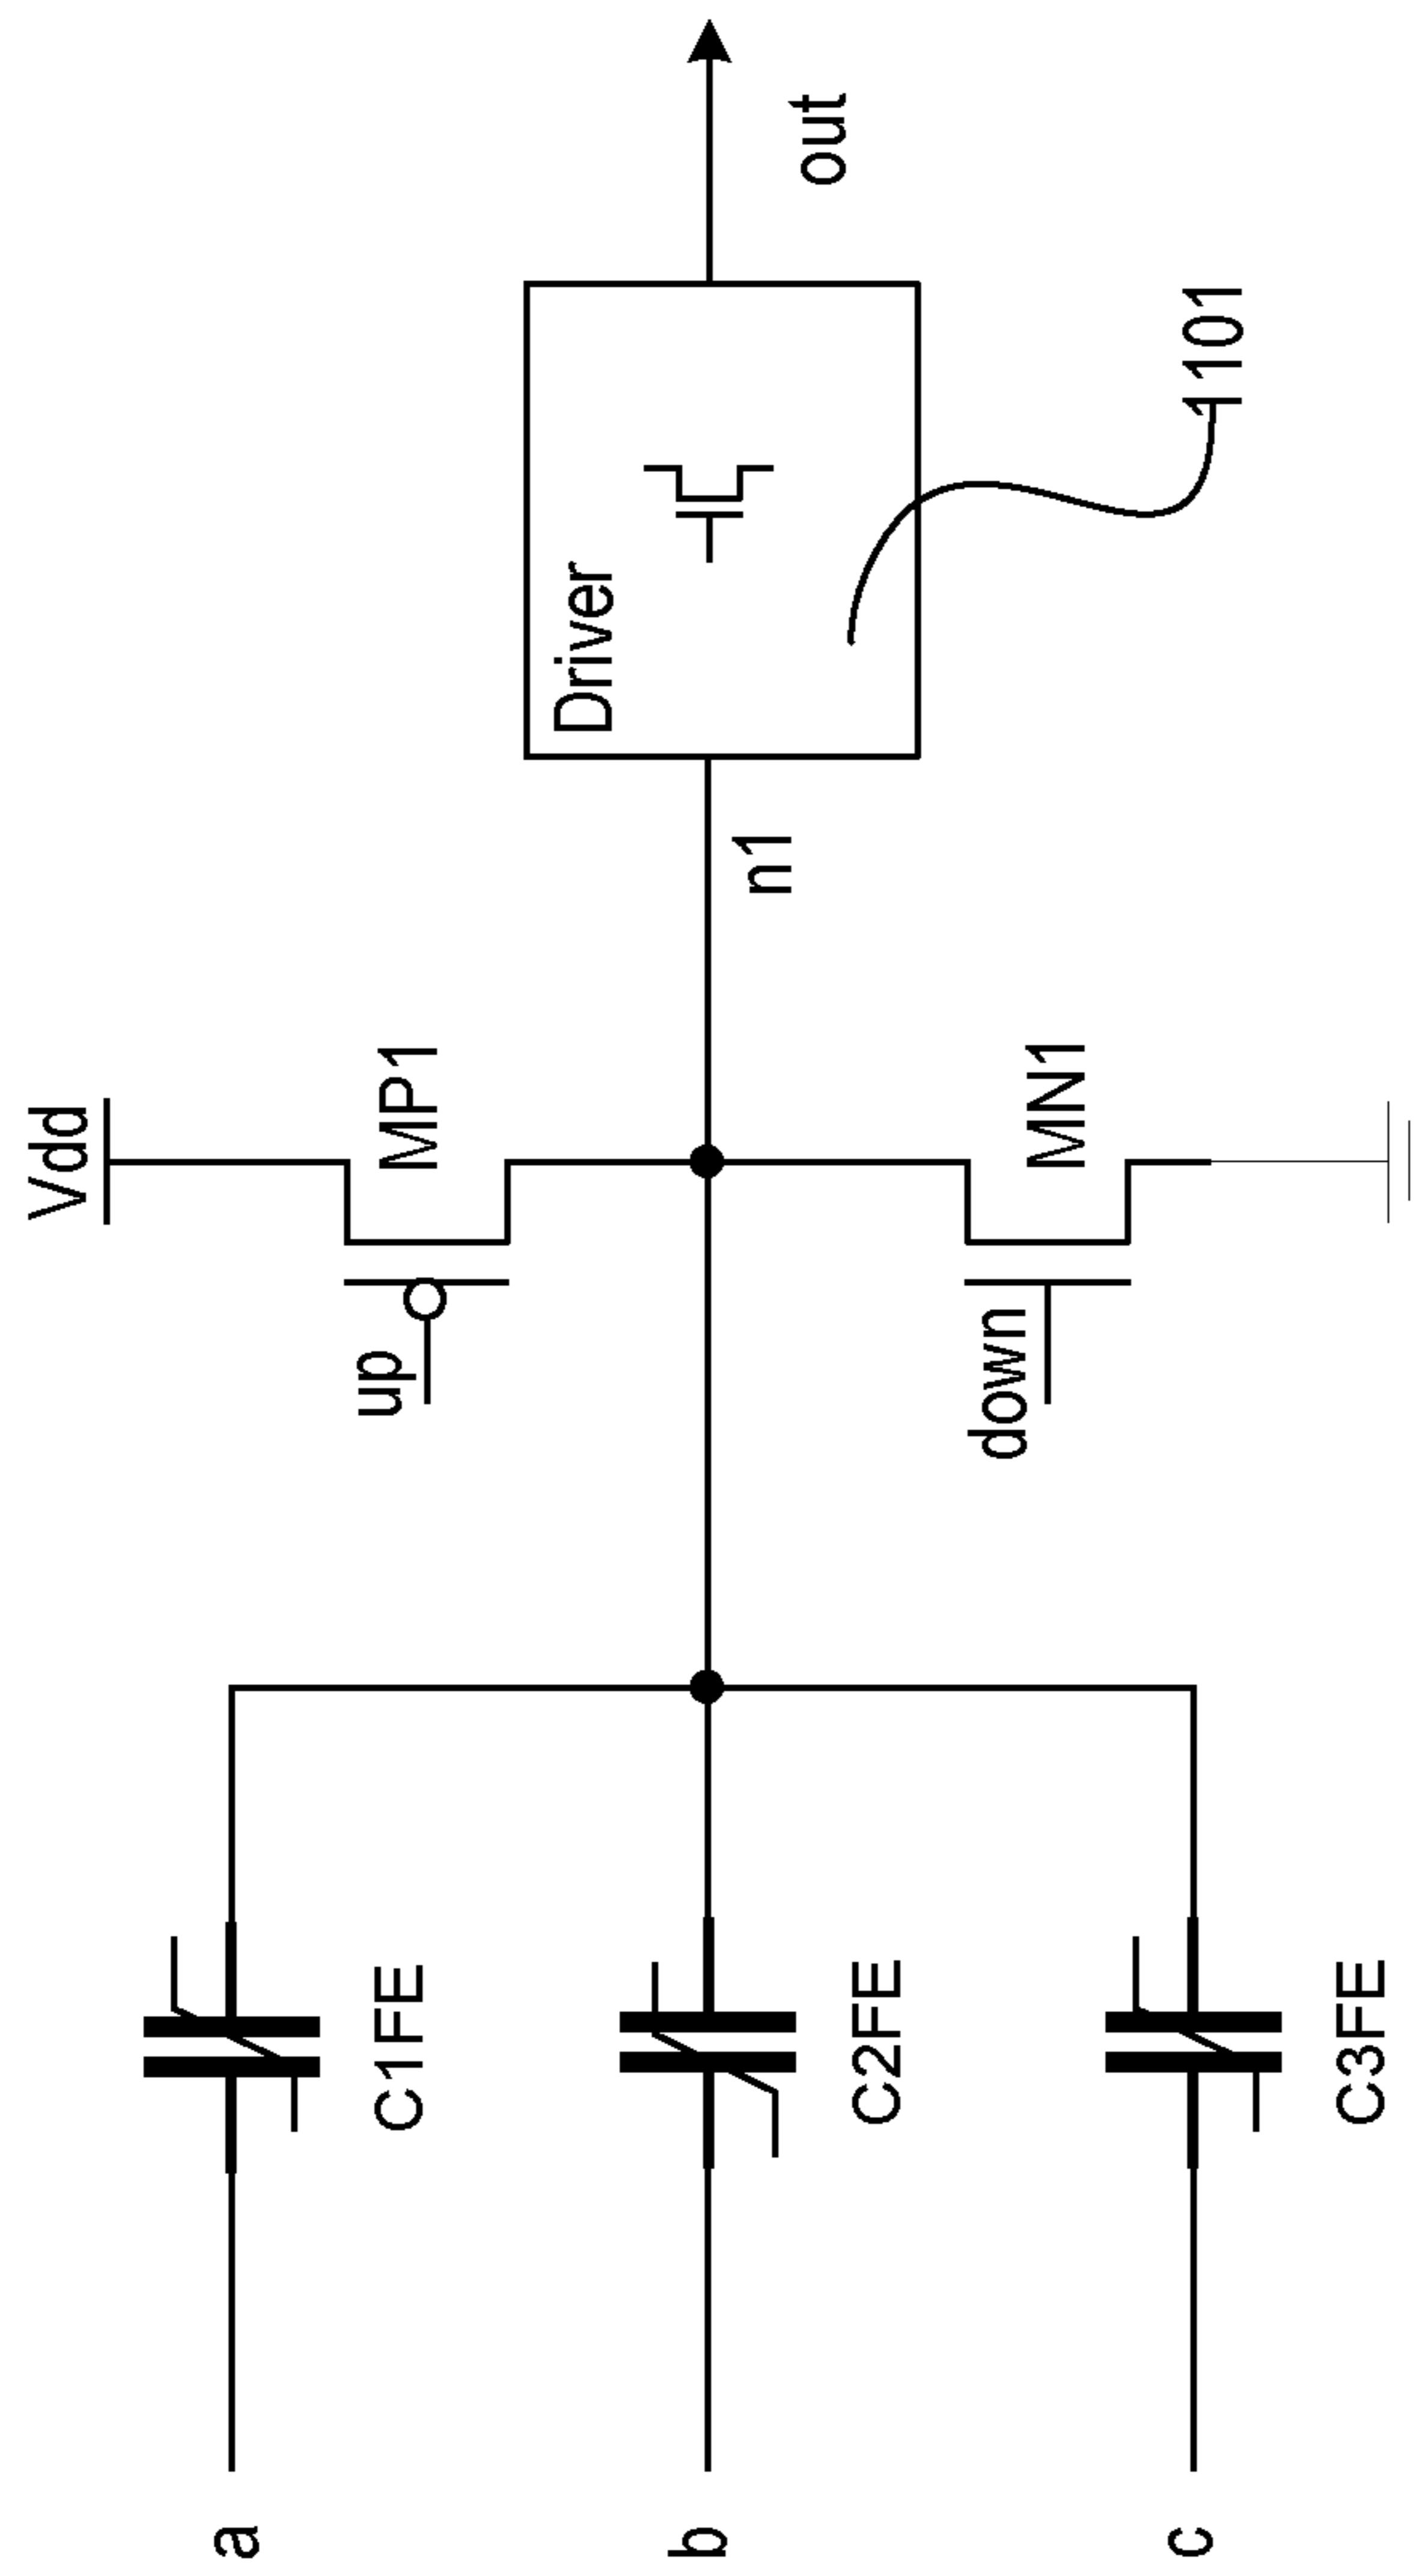 Vdd
MP1
up
a
C1FE
Driver
out
n1
b
C2FE
1101
MN1
down
c
C3FE